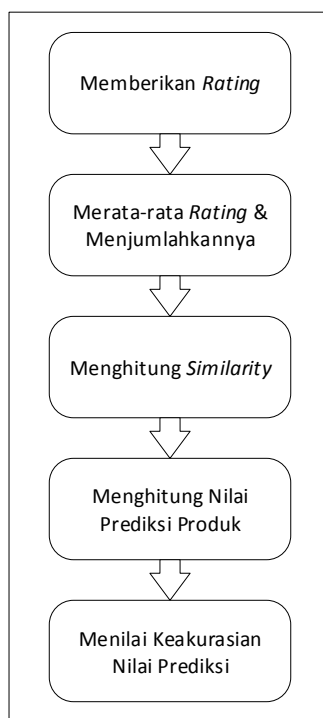 Memberikan Rating
Merata-rata Rating &
Menjumlahkannya
Menghitung Similarity
Menghitung Nilai
Prediksi Produk
Menilai Keakurasian
Nilai Prediksi